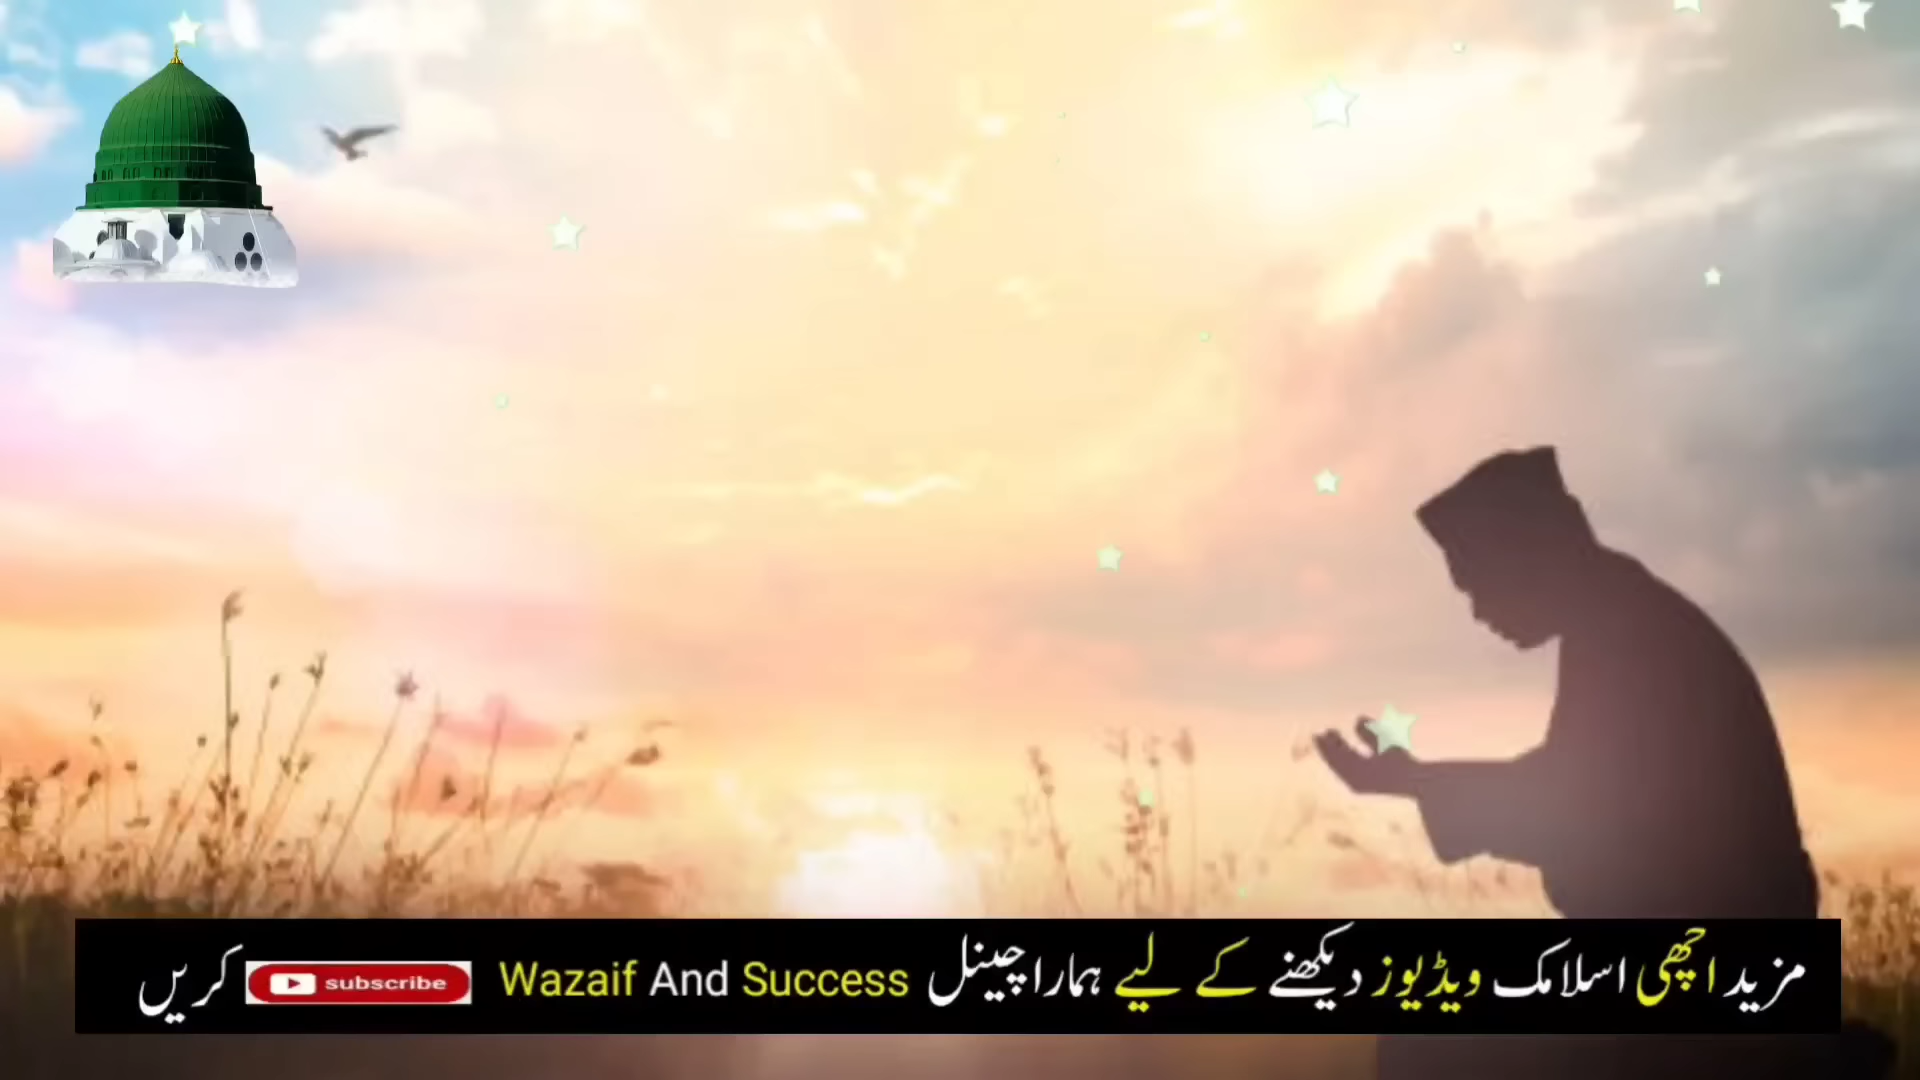 مزید اچھی اسلامک ویڈیوز دیکھنے کے لیے ہمارا چینل Wazaif And Success subscribe کریں